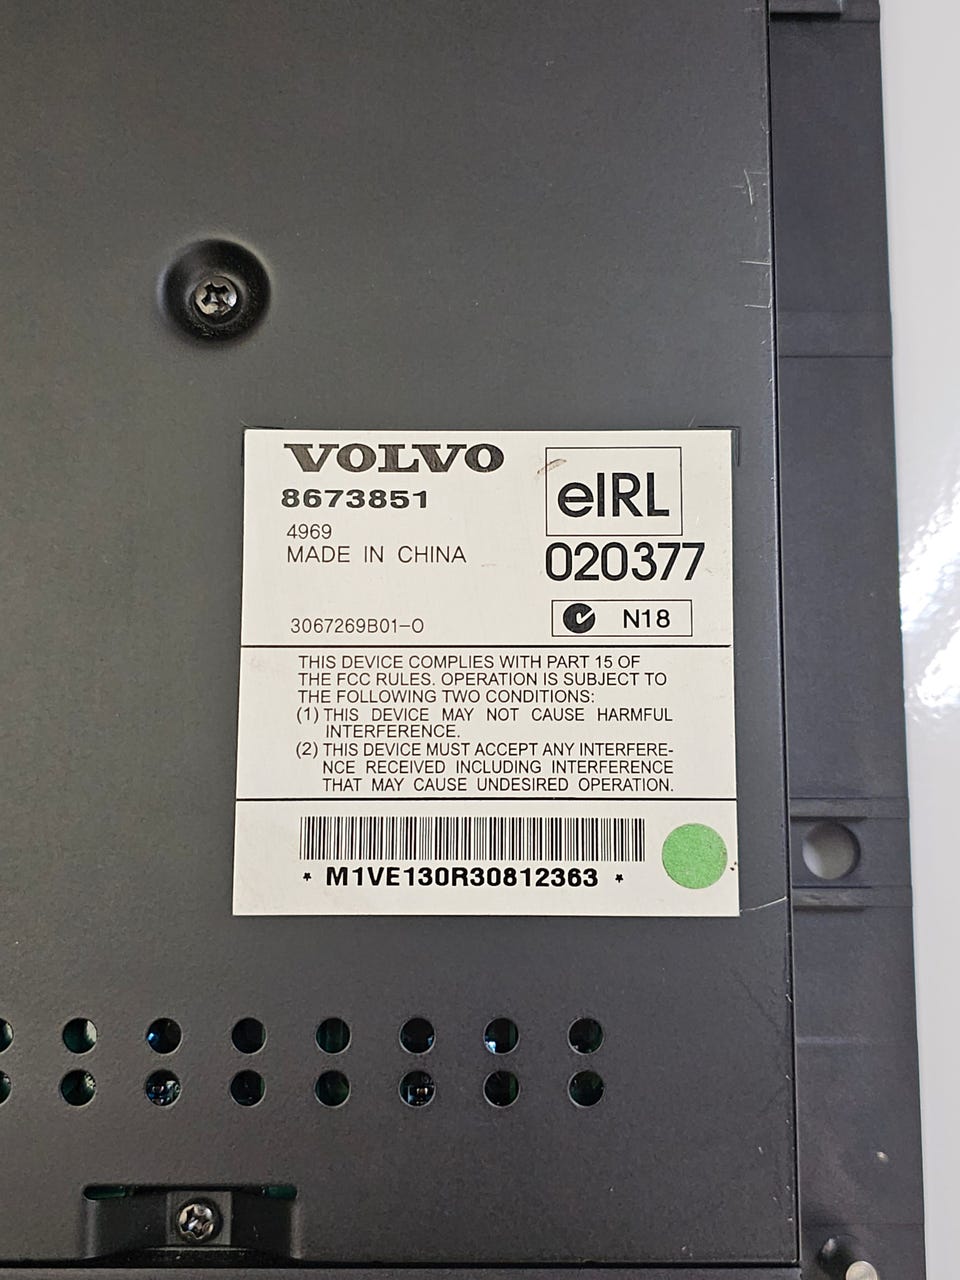 VOLVO
8673851
4969
MADE IN CHINA
3067269B01-0
eIRL
020377
N18
THIS DEVICE COMPLIES WITH PART 15 OF
THE FCC RULES. OPERATION IS SUBJECT TO
THE FOLLOWING TWO CONDITIONS:
(1) THIS DEVICE MAY NOT CAUSE HARMFUL
INTERFERENCE.
(2) THIS DEVICE MUST ACCEPT ANY INTERFERE-
NCE RECEIVED INCLUDING INTERFERENCE
THAT MAY CAUSE UNDESIRED OPERATION.
* M1VE130R30812363 *